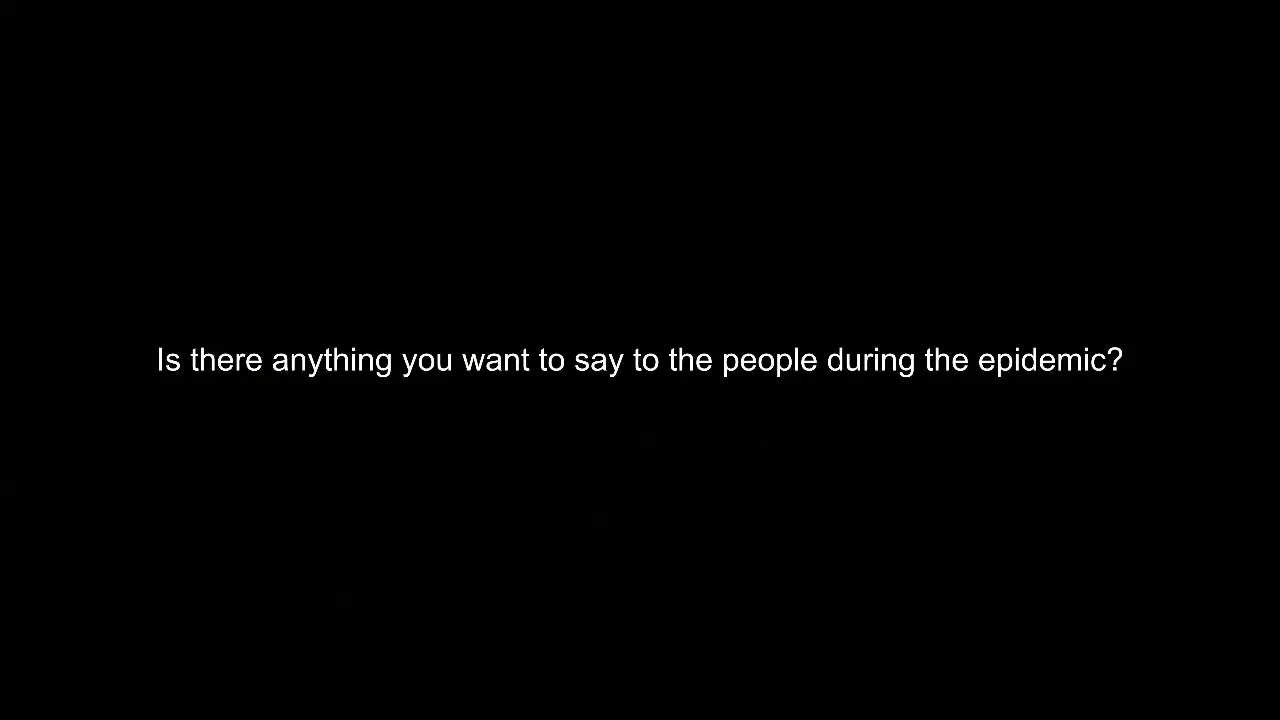 Is there anything you want to say to the people during the epidemic?